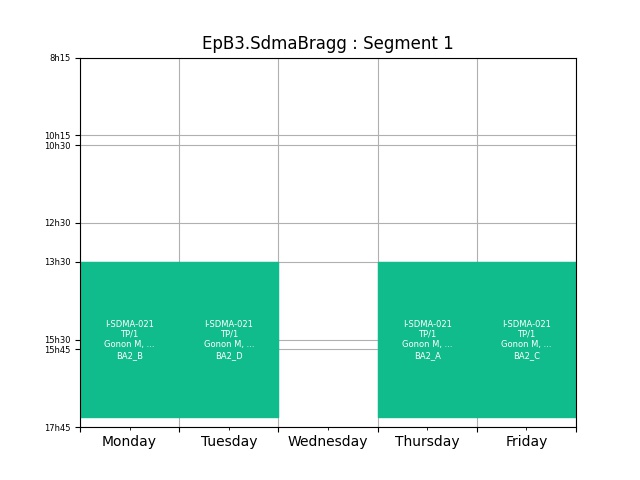 EpB3.SdmaBragg : Segment 1
8h15
10h15
10h30
12h30
13h30
15h30
15h45
17h45
I-SDMA-021
TP/1
Gonon M, ...
BA2_B
I-SDMA-021
TP/1
Gonon M, ...
BA2_D
I-SDMA-021
TP/1
Gonon M, ...
BA2_A
I-SDMA-021
TP/1
Gonon M, ...
BA2_C
Monday
Tuesday
Wednesday
Thursday
Friday